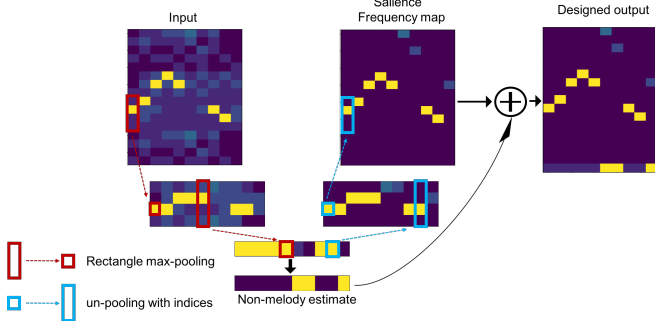 Input
Salience
Frequency map
Designed output
Rectangle max-pooling
un-pooling with indices
Non-melody estimate